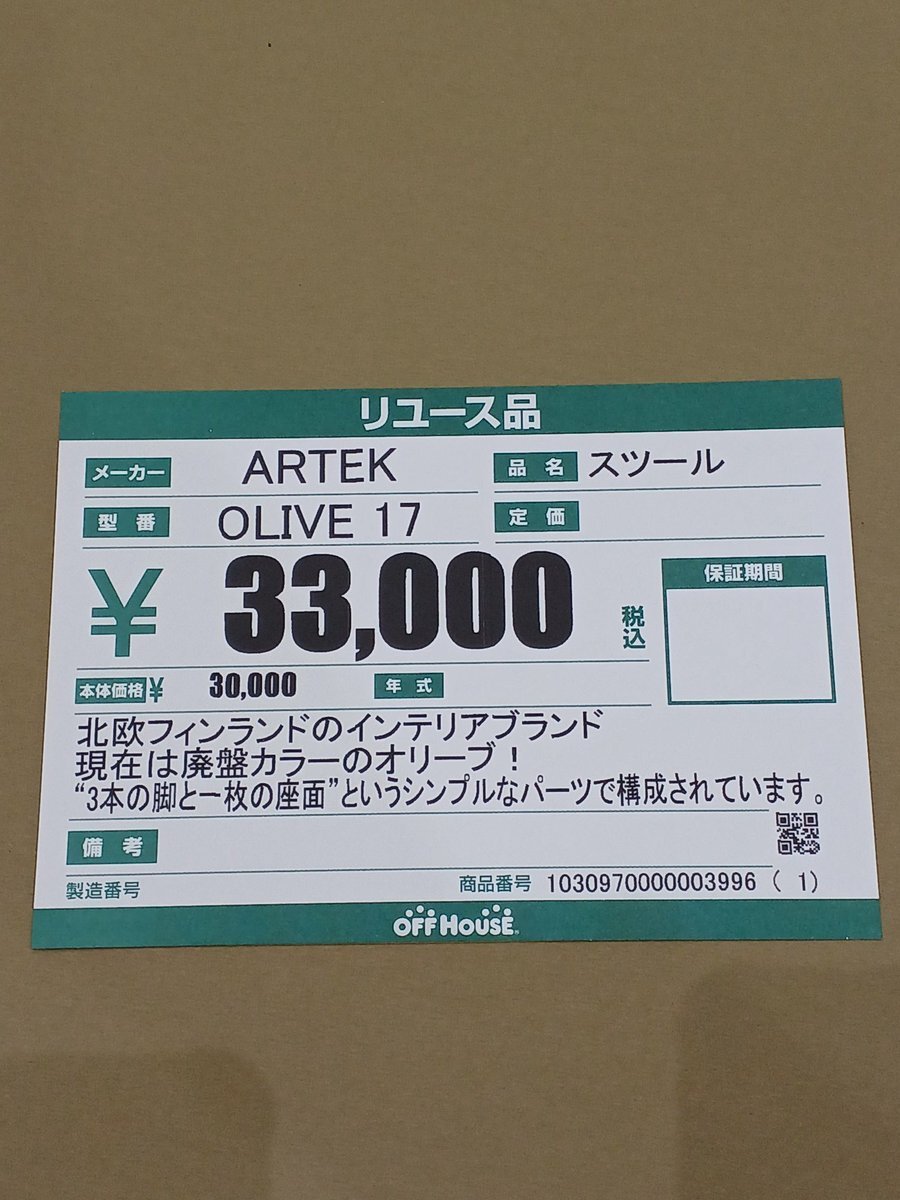 リユース品
メーカー ARTEK 品名 スツール
型番 OLIVE 17 定価
¥ 33,000 税込 保証期間
本体価格¥ 30,000 年式
北欧フィンランドのインテリアブランド
現在は廃盤カラーのオリーブ！
“3本の脚と一枚の座面”というシンプルなパーツで構成されています。
備考
製造番号 商品番号 1030970000003996 ( 1)
OFF HOUSE